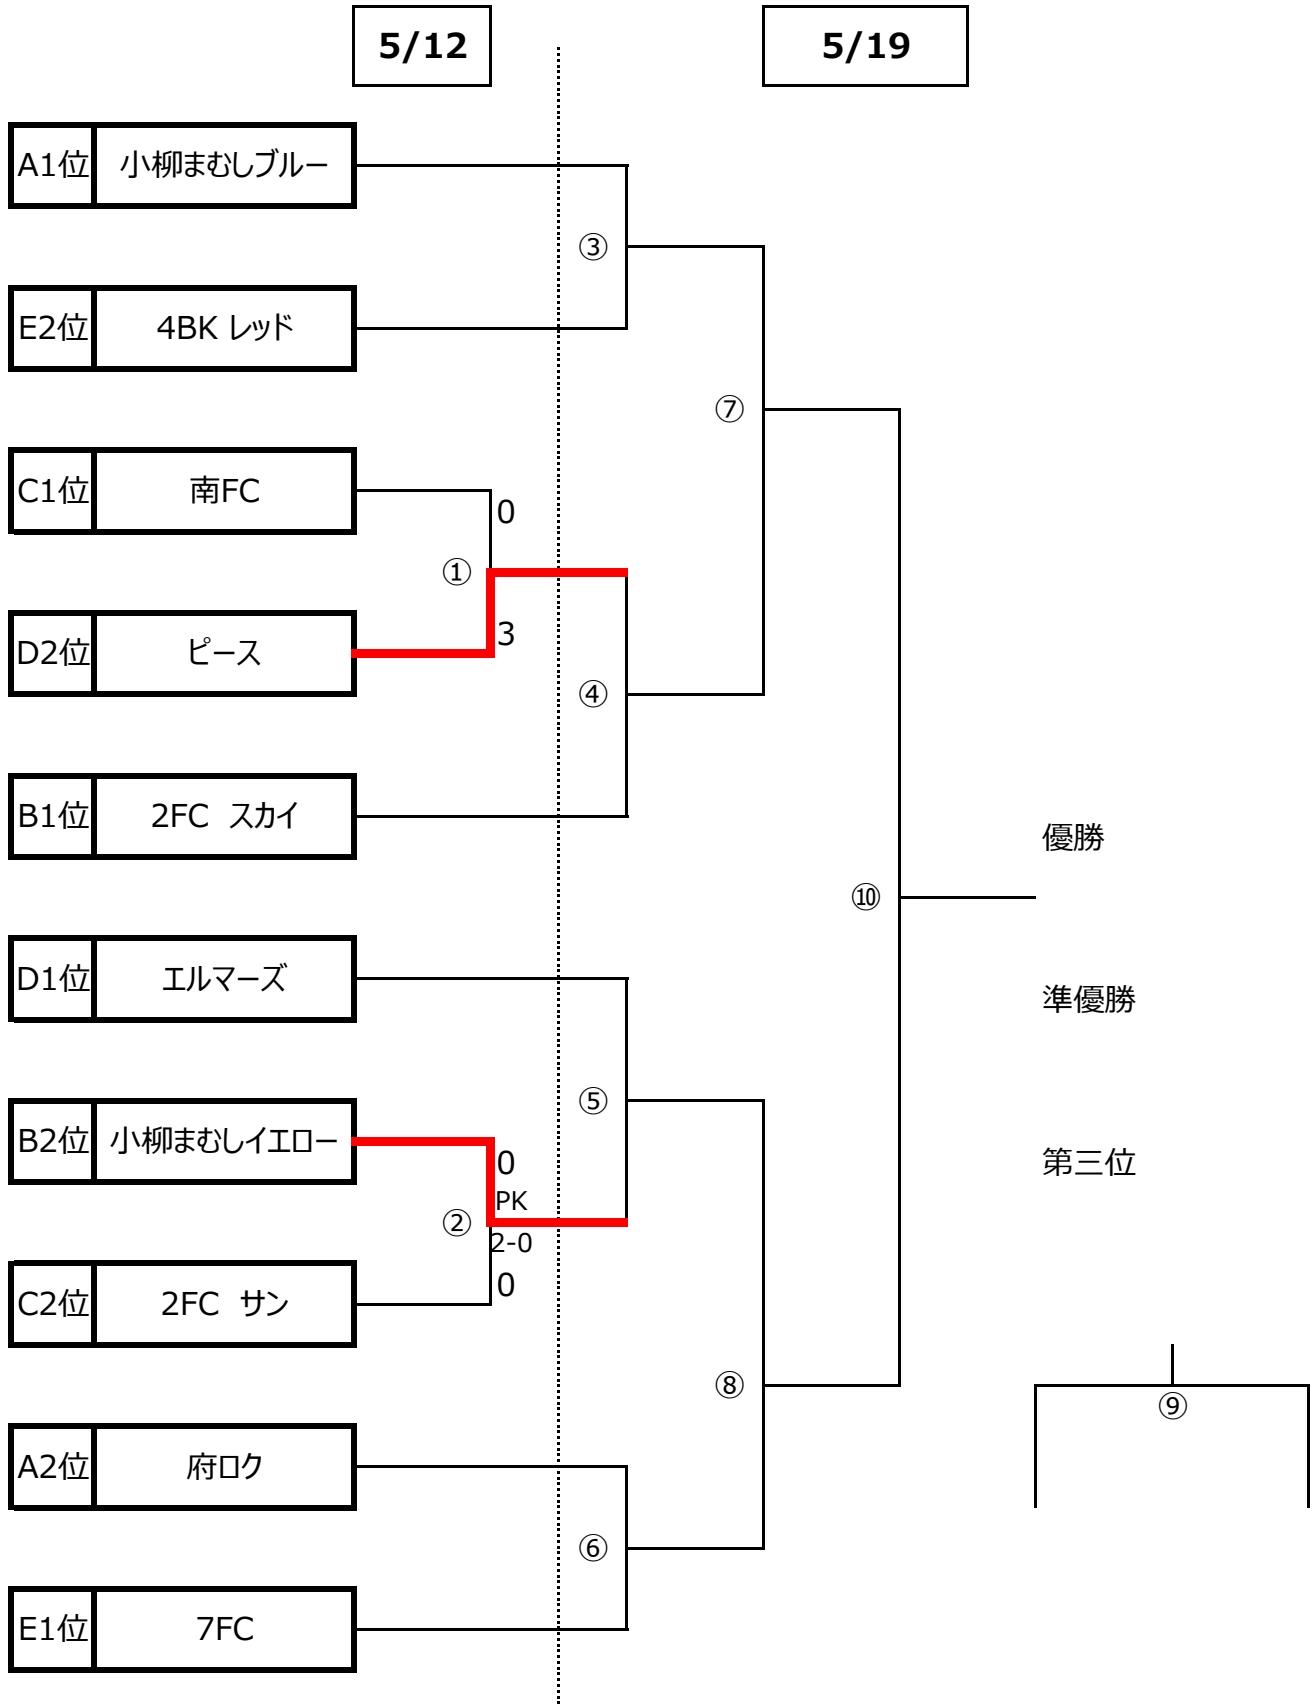 5/12
5/19
A1位 小柳まむしブルー
③
E2位 4BK レッド
⑦
C1位 南FC
0
①
D2位 ピース
3
④
B1位 2FC スカイ
優勝
⑩
D1位 エルマーズ
準優勝
⑤
B2位 小柳まむしイエロー
0
第三位
PK
②
2-0
C2位 2FC サン
0
⑧
⑨
A2位 府ロク
⑥
E1位 7FC